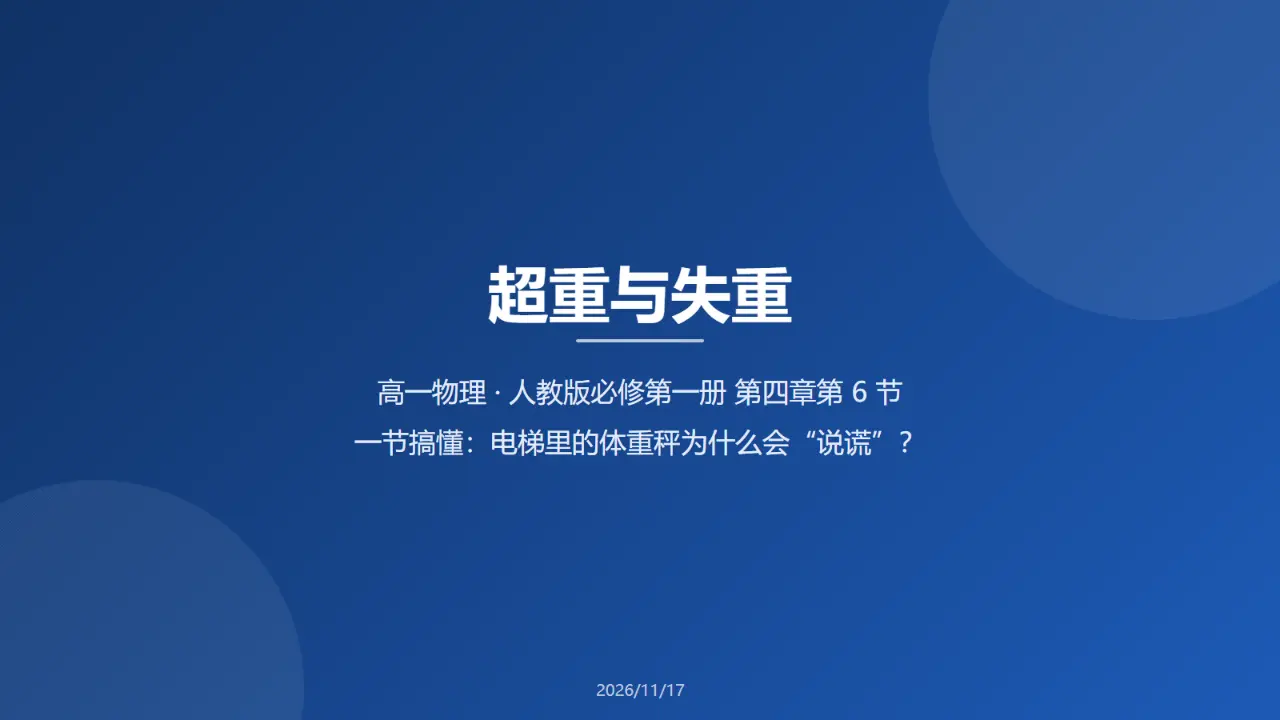 超重与失重
高一物理 · 人教版必修第一册 第四章第 6 节
一节搞懂：电梯里的体重秤为什么会“说谎”？
2026/11/17